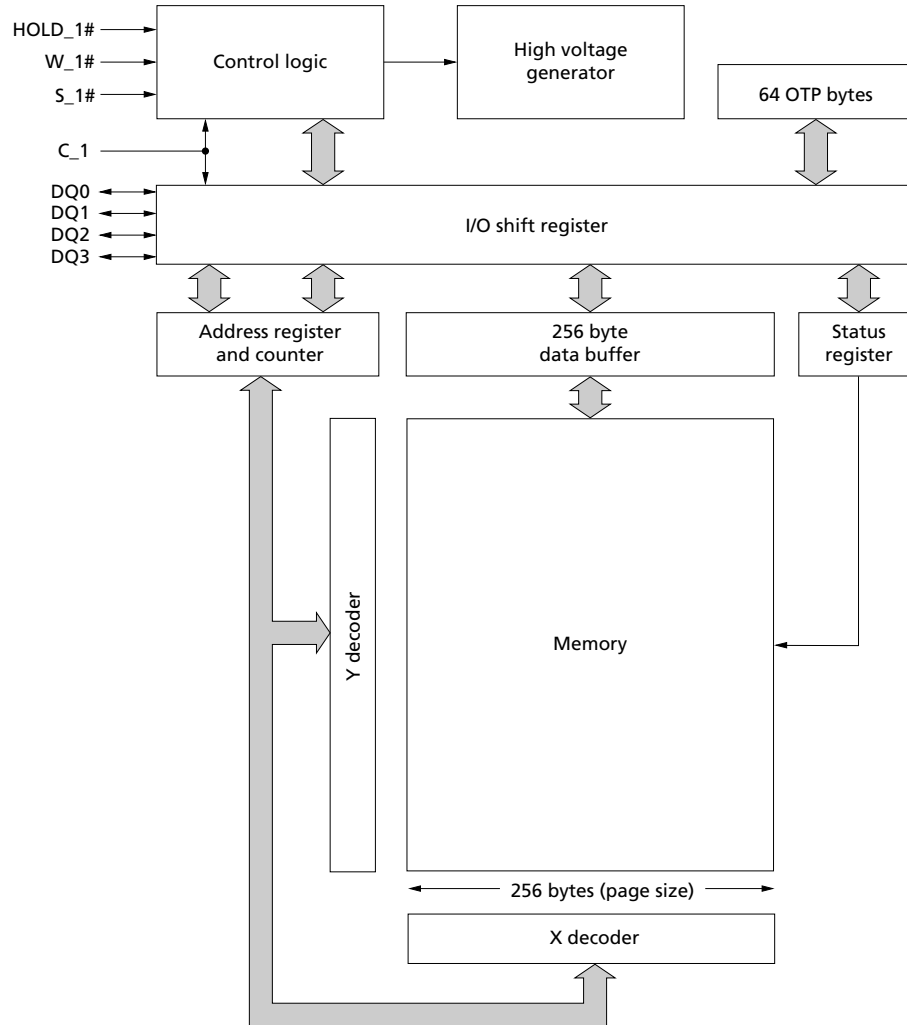 HOLD_1#
W_1#
S_1#
C_1
Control logic
High voltage
generator
64 OTP bytes
DQ0
DQ1
DQ2
DQ3
I/O shift register
Address register
and counter
256 byte
data buffer
Status
register
Y decoder
Memory
256 bytes (page size)
X decoder